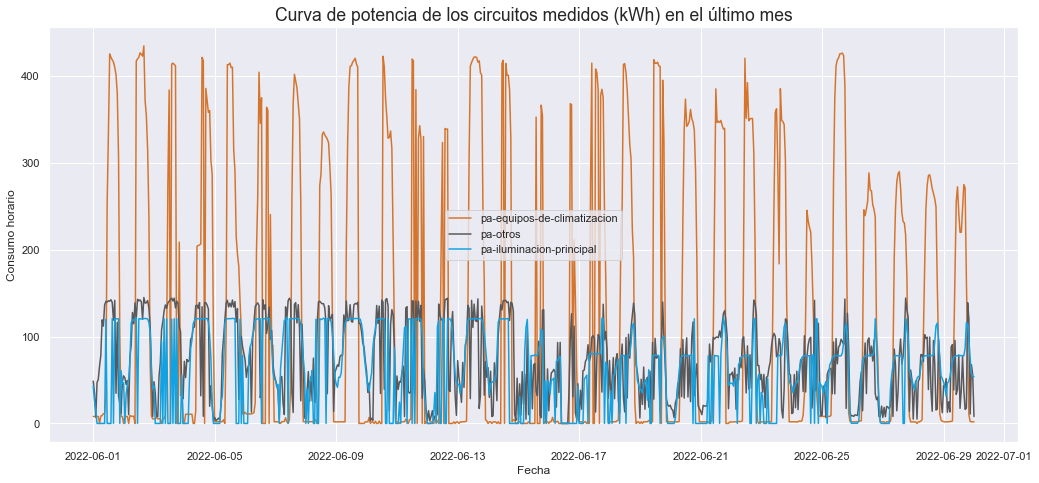 Curva de potencia de los circuitos medidos (kWh) en el último mes
Consumo horario
400
300
200
100
0
pa-equipos-de-climatizacion
pa-otros
pa-iluminacion-principal
2022-06-01 2022-06-05 2022-06-09 2022-06-13 2022-06-17 2022-06-21 2022-06-25 2022-06-29 2022-07-01
Fecha